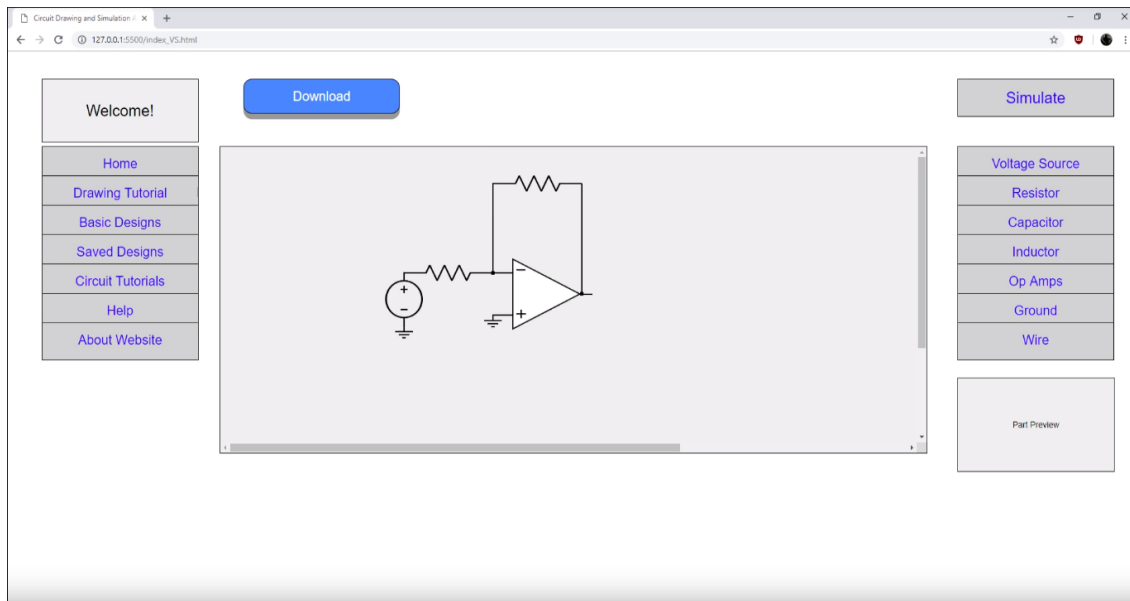 Circuit Drawing and Simulation
127.0.0.1:5500/index_VS.html
Welcome!
Download
Simulate
Home
Drawing Tutorial
Basic Designs
Saved Designs
Circuit Tutorials
Help
About Website
+
−
−
+
Voltage Source
Resistor
Capacitor
Inductor
Op Amps
Ground
Wire
Part Preview